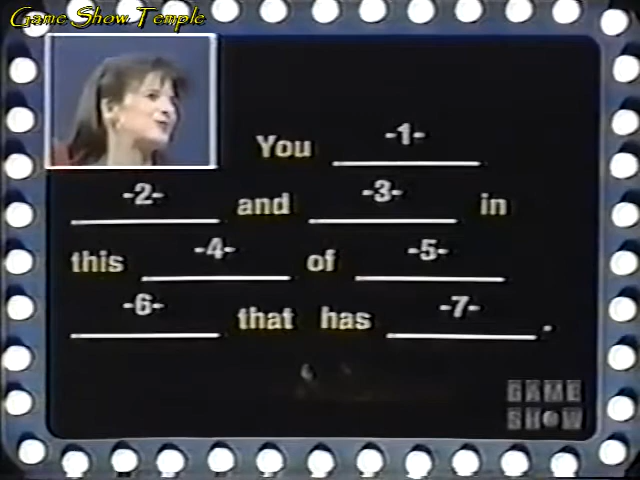 Game Show Temple
You -1-
-2- and -3- in
this -4- of -5-
-6- that has -7-.
GAME
SHOW